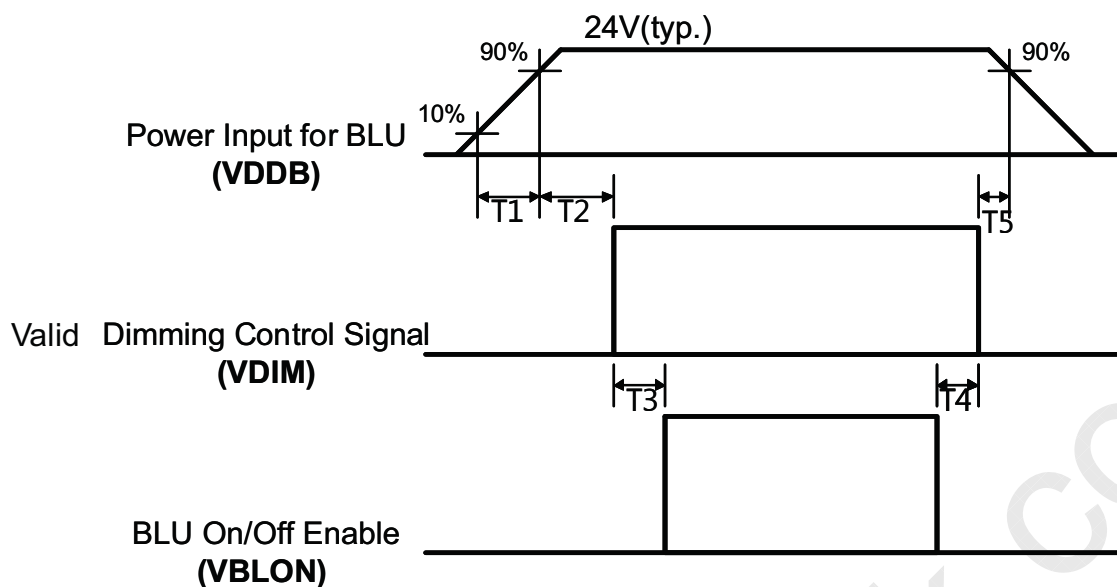 24V(typ.)
90%
90%
10%
Power Input for BLU
(VDDB)
T1
T2
T5
Valid Dimming Control Signal
(VDIM)
T3
T4
BLU On/Off Enable
(VBLON)